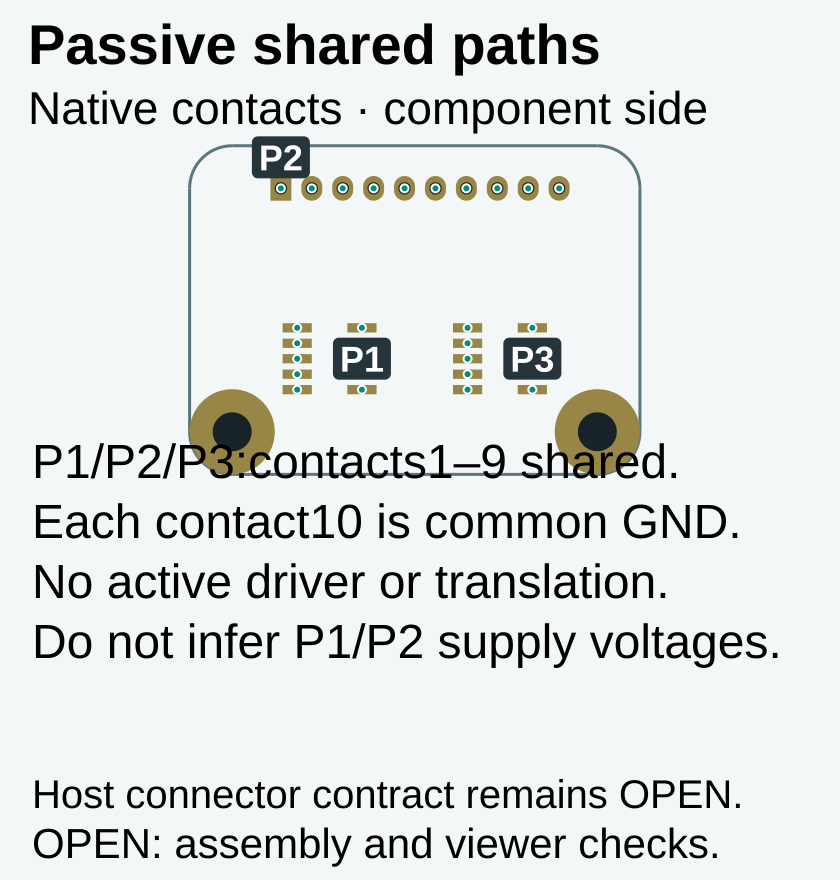 Passive shared paths
Native contacts · component side
P2
P1
P3
P1/P2/P3:contacts1–9 shared.
Each contact10 is common GND.
No active driver or translation.
Do not infer P1/P2 supply voltages.
Host connector contract remains OPEN.
OPEN: assembly and viewer checks.